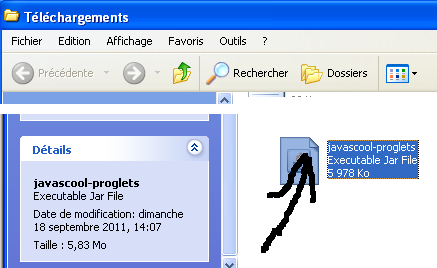 Téléchargements
Fichier Edition Affichage Favoris Outils ?
Précédente Rechercher Dossiers
Détails
javascool-proglets
Executable Jar File
Date de modification: dimanche
18 septembre 2011, 14:07
Taille : 5,83 Mo
javascool-proglets
Executable Jar File
5 978 Ko